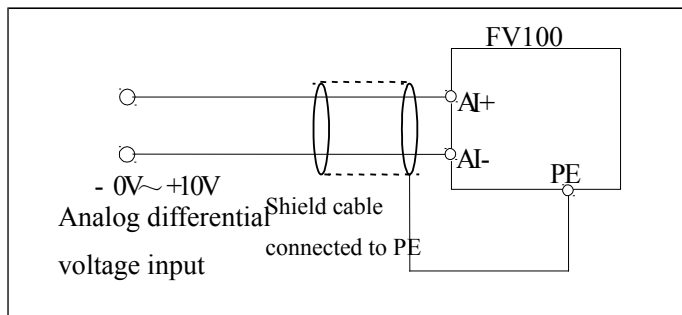 FV100
AI+
AI-
PE
- 0V～ +10V
Analog differential
voltage input
Shield cable
connected to PE